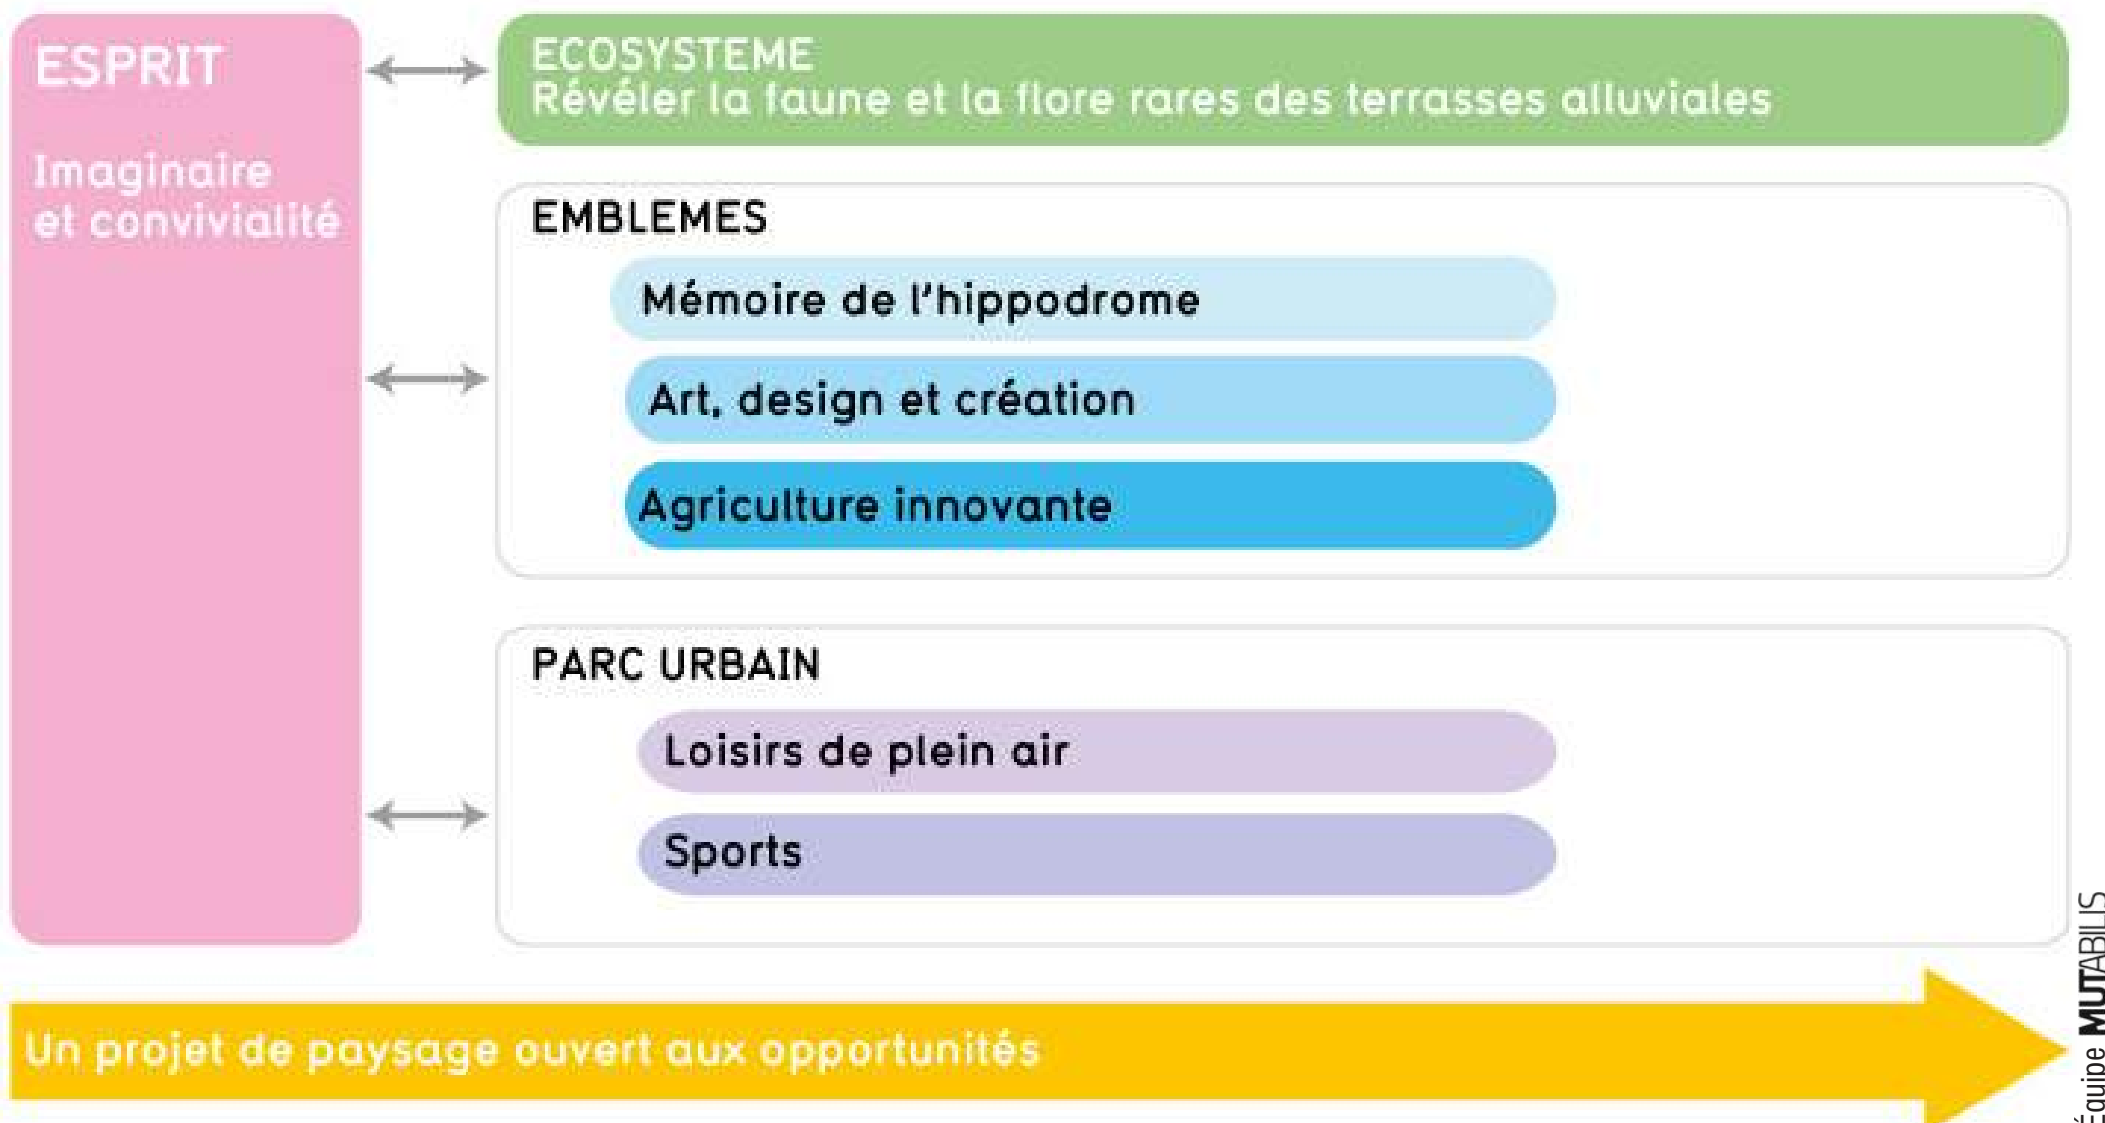 ESPRIT
Imaginaire
et convivialité
ECOSYSTEME
Révéler la faune et la flore rares des terrasses alluviales
EMBLEMES
Mémoire de l'hippodrome
Art, design et création
Agriculture innovante
PARC URBAIN
Loisirs de plein air
Sports
Un projet de paysage ouvert aux opportunités
Équipe MUTABILIS